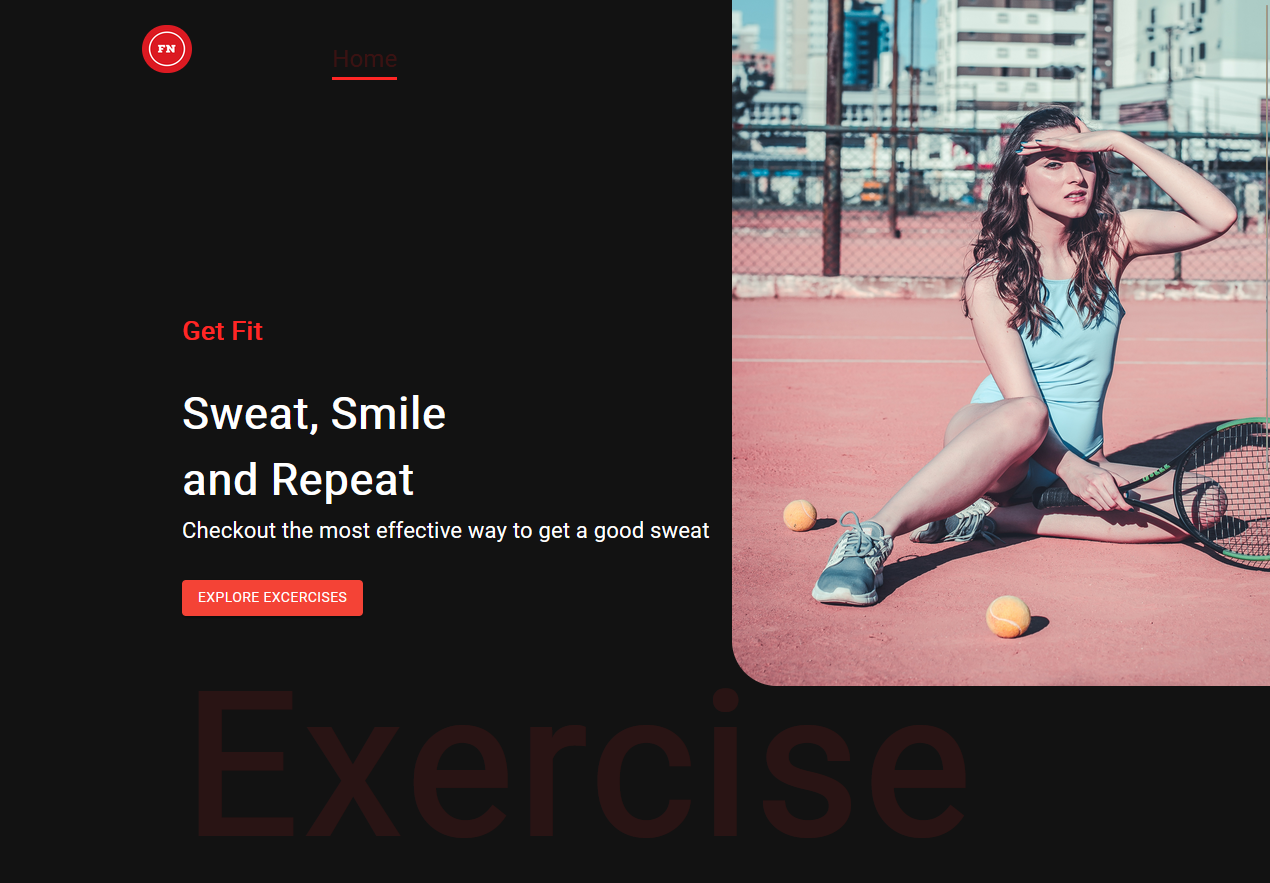 FN
Home
Get Fit
Sweat, Smile
and Repeat
Checkout the most effective way to get a good sweat
EXPLORE EXCERCISES
Exercise